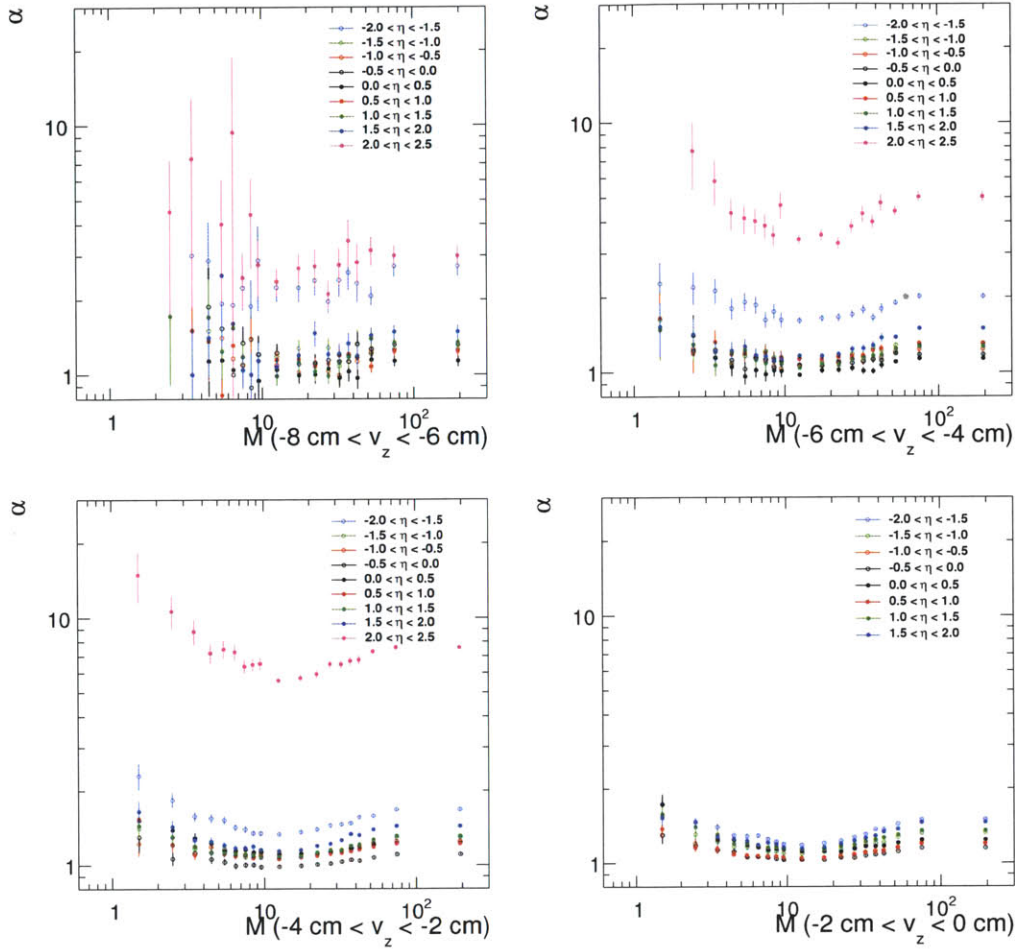 α
-2.0 < η < -1.5
-1.5 < η < -1.0
-1.0 < η < -0.5
-0.5 < η < 0.0
0.0 < η < 0.5
0.5 < η < 1.0
1.0 < η < 1.5
1.5 < η < 2.0
2.0 < η < 2.5
10
1
1 10 10²
M (-8 cm < v_z < -6 cm)
α
-2.0 < η < -1.5
-1.5 < η < -1.0
-1.0 < η < -0.5
-0.5 < η < 0.0
0.0 < η < 0.5
0.5 < η < 1.0
1.0 < η < 1.5
1.5 < η < 2.0
2.0 < η < 2.5
10
1
1 10 10²
M (-6 cm < v_z < -4 cm)
α
-2.0 < η < -1.5
-1.5 < η < -1.0
-1.0 < η < -0.5
-0.5 < η < 0.0
0.0 < η < 0.5
0.5 < η < 1.0
1.0 < η < 1.5
1.5 < η < 2.0
2.0 < η < 2.5
10
1
1 10 10²
M (-4 cm < v_z < -2 cm)
α
-2.0 < η < -1.5
-1.5 < η < -1.0
-1.0 < η < -0.5
-0.5 < η < 0.0
0.0 < η < 0.5
0.5 < η < 1.0
1.0 < η < 1.5
1.5 < η < 2.0
10
1
1 10 10²
M (-2 cm < v_z < 0 cm)